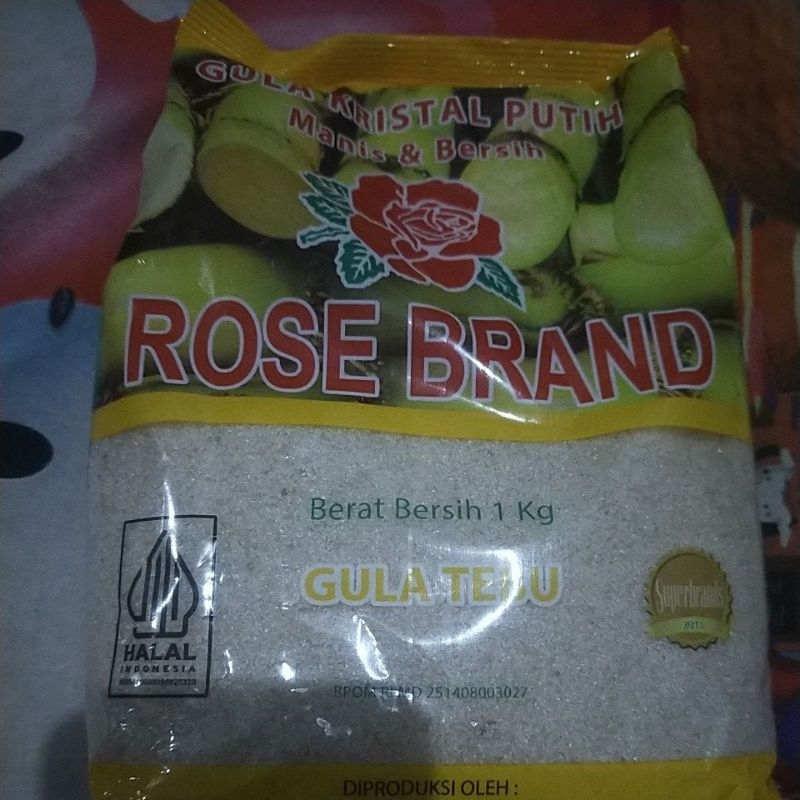 GULA KRISTAL PUTIH
Manis & Bersih
ROSE BRAND
Berat Bersih 1 Kg
GULA TEBU
Superbrands
HALAL
INDONESIA
BPOM RI MD 251408003027
DIPRODUKSI OLEH :